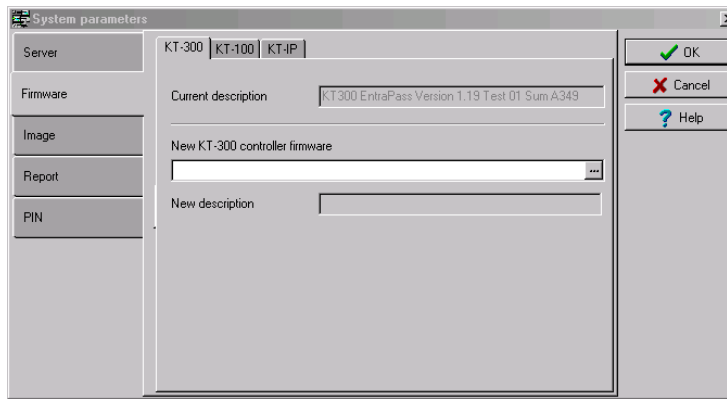 System parameters
Server
Firmware
Image
Report
PIN
KT-300 KT-100 KT-IP
Current description KT300 EntraPass Version 1.19 Test 01 Sum A349
New KT-300 controller firmware
...
New description
OK
Cancel
Help